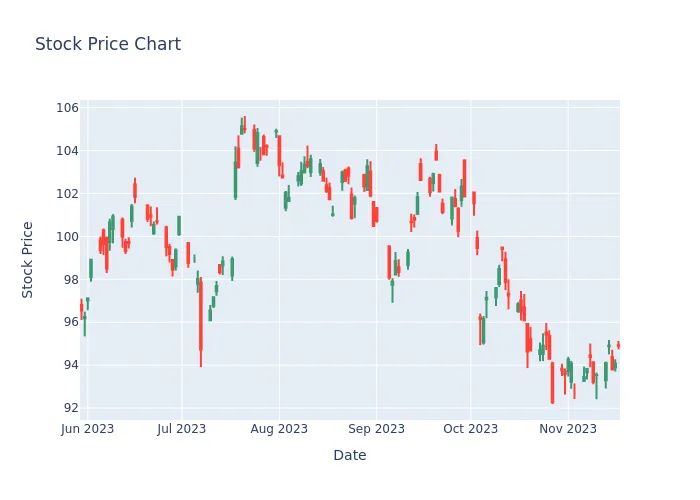 Stock Price Chart
106
104
102
100
98
96
94
92
Stock Price
Jun 2023
Jul 2023
Aug 2023
Sep 2023
Oct 2023
Nov 2023
Date